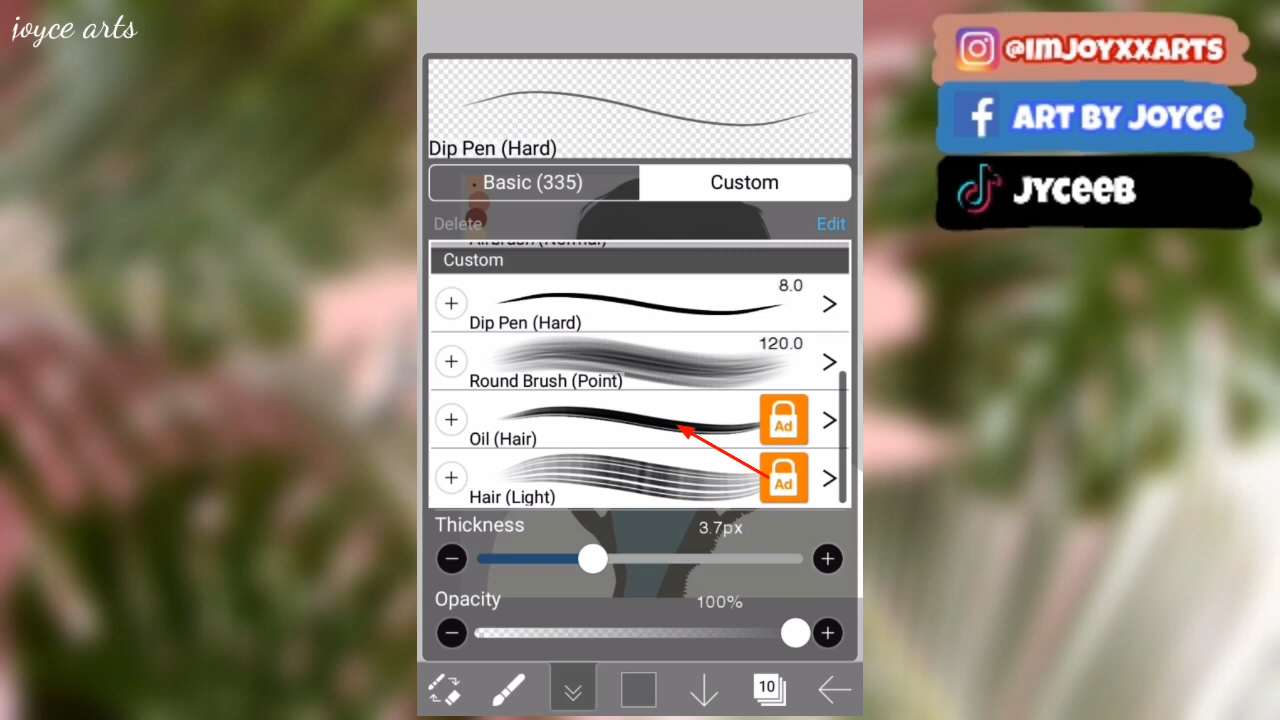 joyce arts
@IMJOYXXARTS
ART BY JOYCE
JYCEEB
Dip Pen (Hard)
Basic (335)
Custom
Delete
Edit
Airbrush (Normal)
Custom
8.0
Dip Pen (Hard)
120.0
Round Brush (Point)
Ad
Oil (Hair)
Ad
Hair (Light)
Thickness
3.7px
Opacity
100%
10